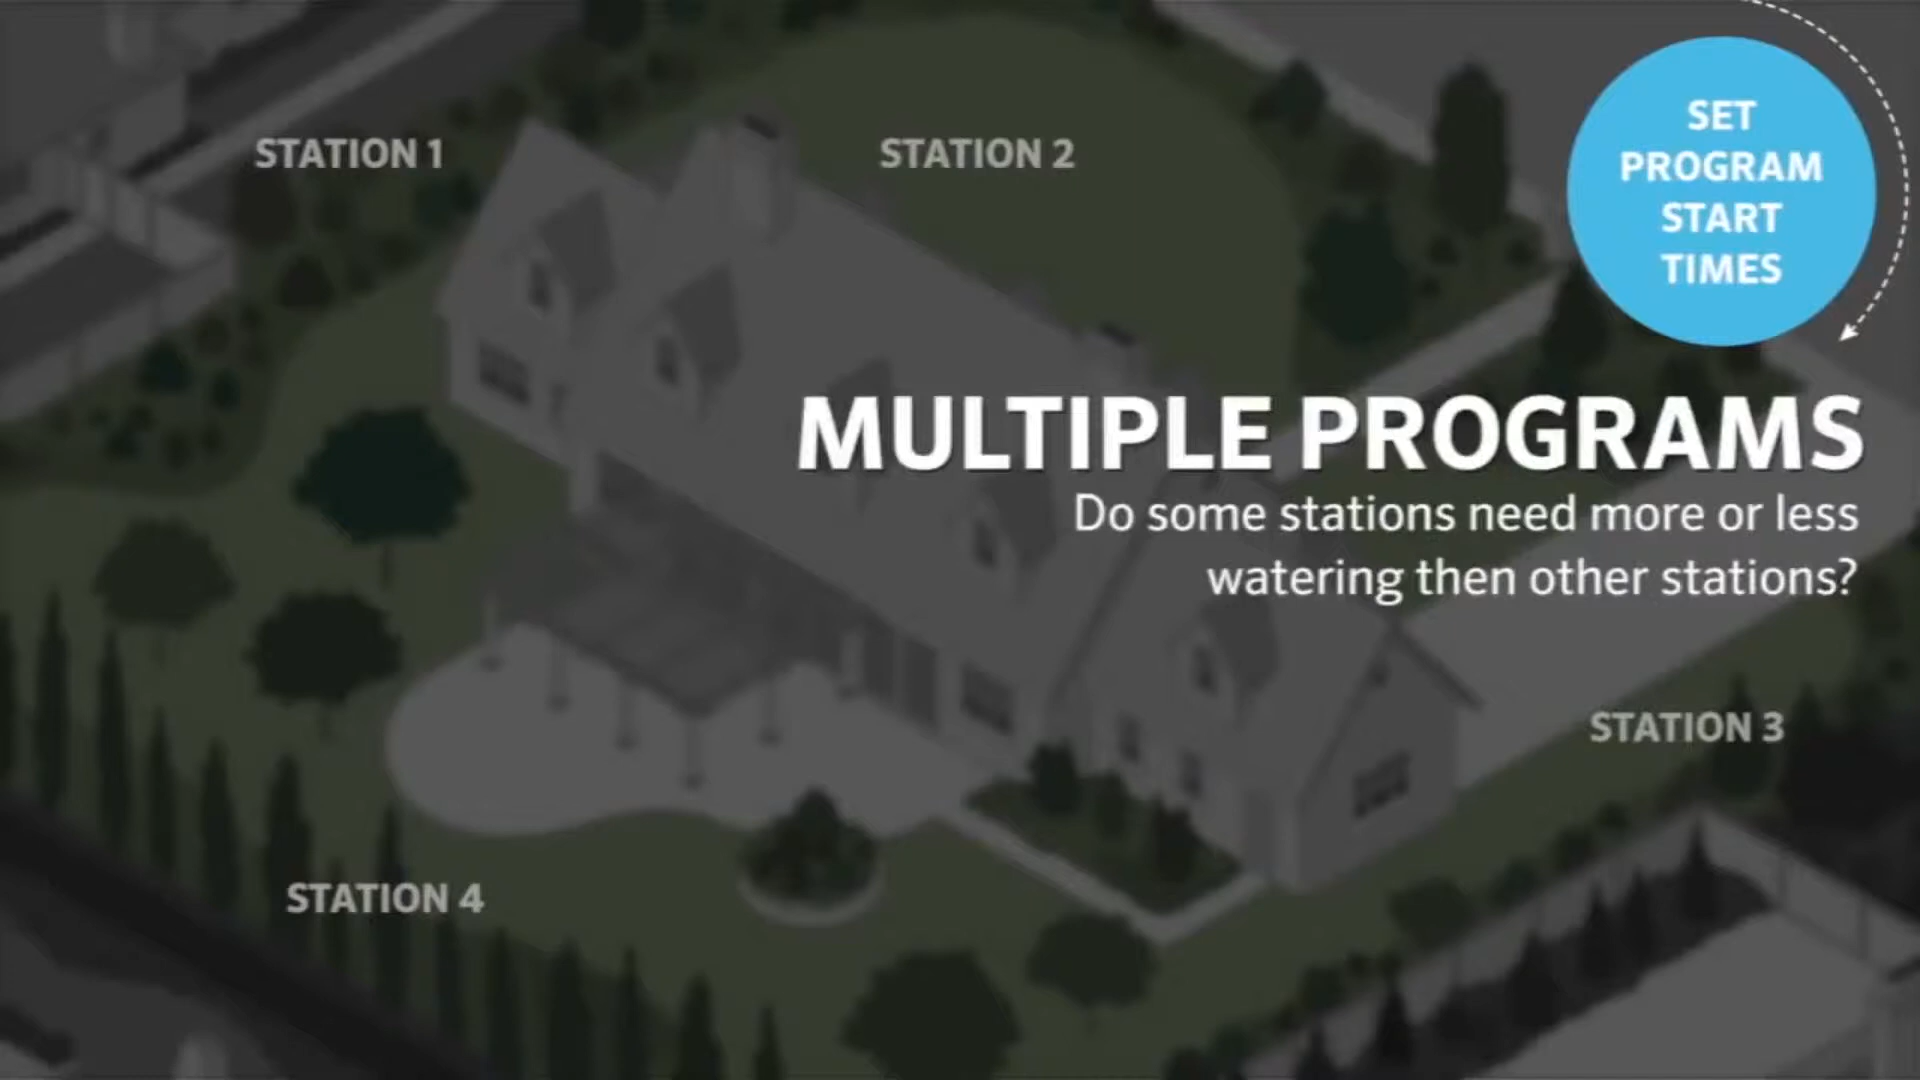 STATION 1
STATION 2
SET
PROGRAM
START
TIMES
MULTIPLE PROGRAMS
Do some stations need more or less
watering then other stations?
STATION 3
STATION 4